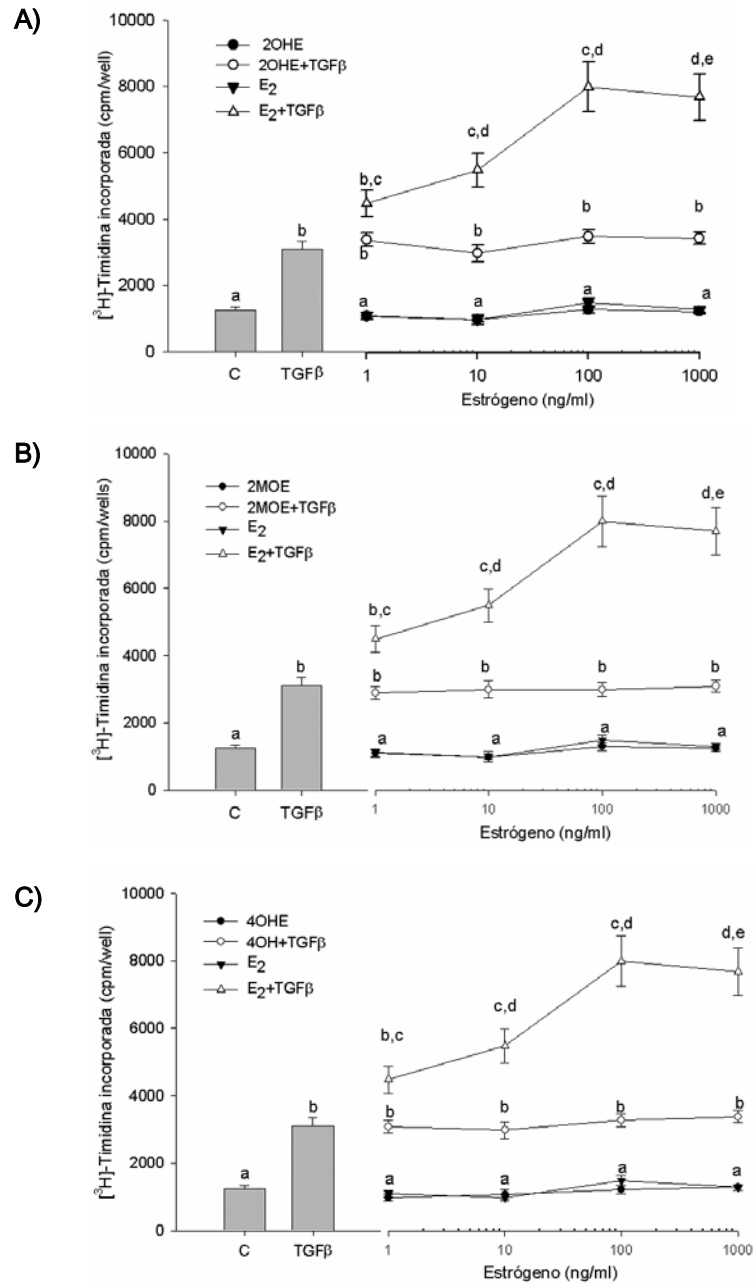 A)
[³H]-Timidina incorporada (cpm/well)
10000
8000
6000
4000
2000
0
2OHE
2OHE+TGFβ
E₂
E₂+TGFβ
a
b
C
TGFβ
b,c
c,d
c,d
d,e
b
b
b
b
a
a
a
a
1
10
100
1000
Estrógeno (ng/ml)
B)
[³H]-Timidina incorporada (cpm/wells)
10000
8000
6000
4000
2000
0
2MOE
2MOE+TGFβ
E₂
E₂+TGFβ
a
b
C
TGFβ
b,c
c,d
c,d
d,e
b
b
b
b
a
a
a
a
1
10
100
1000
Estrógeno (ng/ml)
C)
[³H]-Timidina incorporada (cpm/well)
10000
8000
6000
4000
2000
0
4OHE
4OH+TGFβ
E₂
E₂+TGFβ
a
b
C
TGFβ
b,c
c,d
c,d
d,e
b
b
b
b
a
a
a
a
1
10
100
1000
Estrógeno (ng/ml)